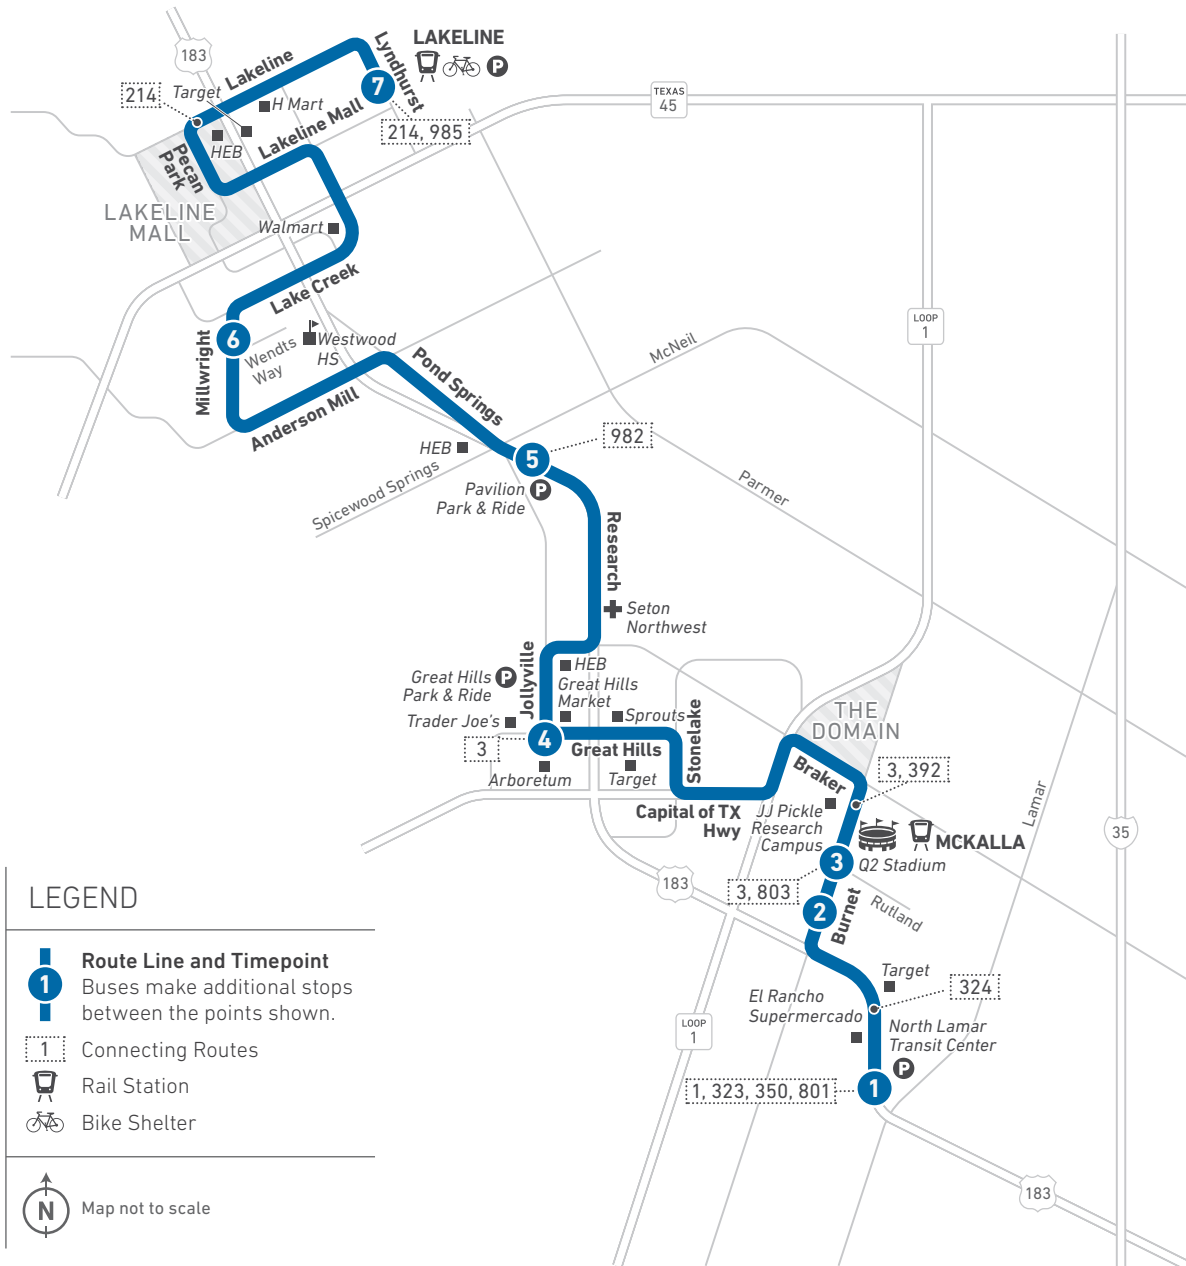 LAKELINE
P
183
Lakeline
Lyndhurst
7
Target
214
H Mart
Lakeline Mall
214, 985
HEB
Pecan
Park
TEXAS
45
LAKELINE
MALL
Walmart
Lake Creek
LOOP
1
6
Millwright
Wendts
Way
Westwood
HS
Anderson Mill
Pond Springs
McNeil
982
HEB
5
Spicewood Springs
Pavilion
Park & Ride
P
Parmer
Research
Seton
Northwest
Jollyville
Great Hills
Park & Ride
P
HEB
Great Hills
Market
Trader Joe's
Sprouts
Stonelake
THE
DOMAIN
3
4
Great Hills
Arboretum
Target
Braker
3, 392
Capital of TX
Hwy
JJ Pickle
Research
Campus
MCKALLA
Q2 Stadium
Lamar
35
3
183
3, 803
2
Burnet
Rutland
Target
324
El Rancho
Supermercado
North Lamar
Transit Center
P
LOOP
1
1, 323, 350, 801
1
183
LEGEND
1
Route Line and Timepoint
Buses make additional stops
between the points shown.
1
Connecting Routes
Rail Station
Bike Shelter
N
Map not to scale